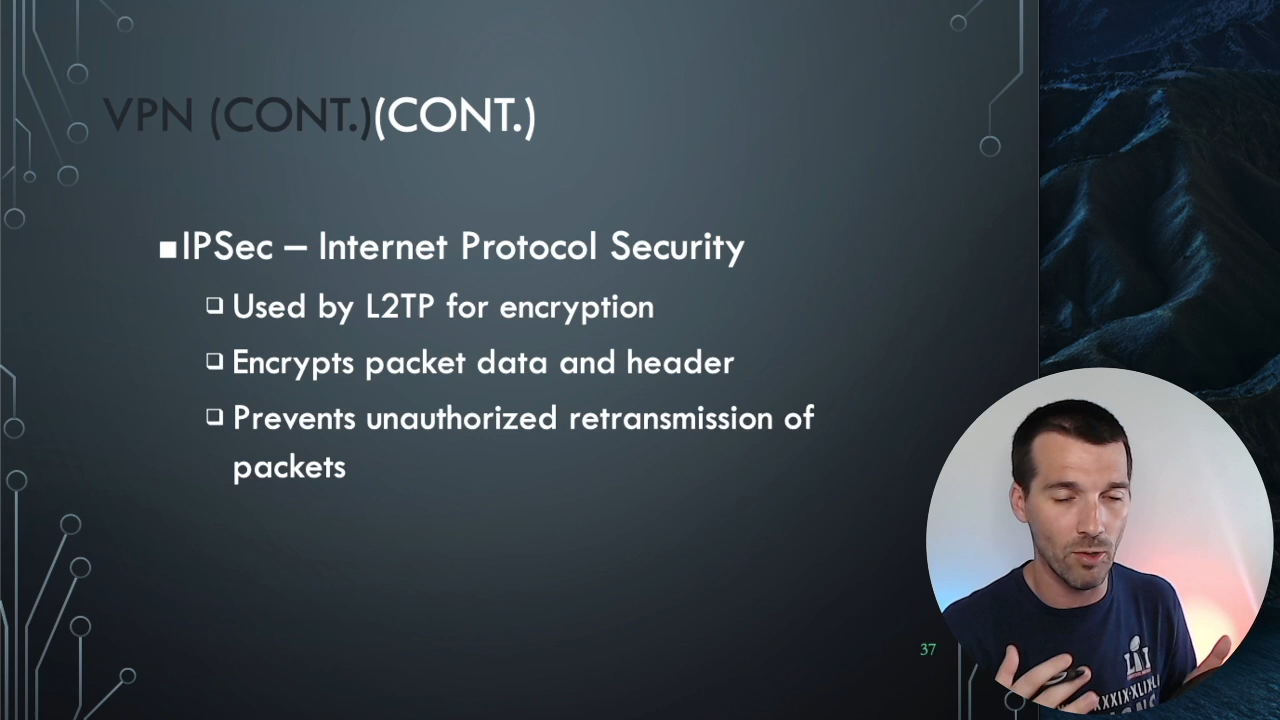 VPN (CONT.)(CONT.)
■IPSec – Internet Protocol Security
❑ Used by L2TP for encryption
❑ Encrypts packet data and header
❑ Prevents unauthorized retransmission of
packets
37
LI